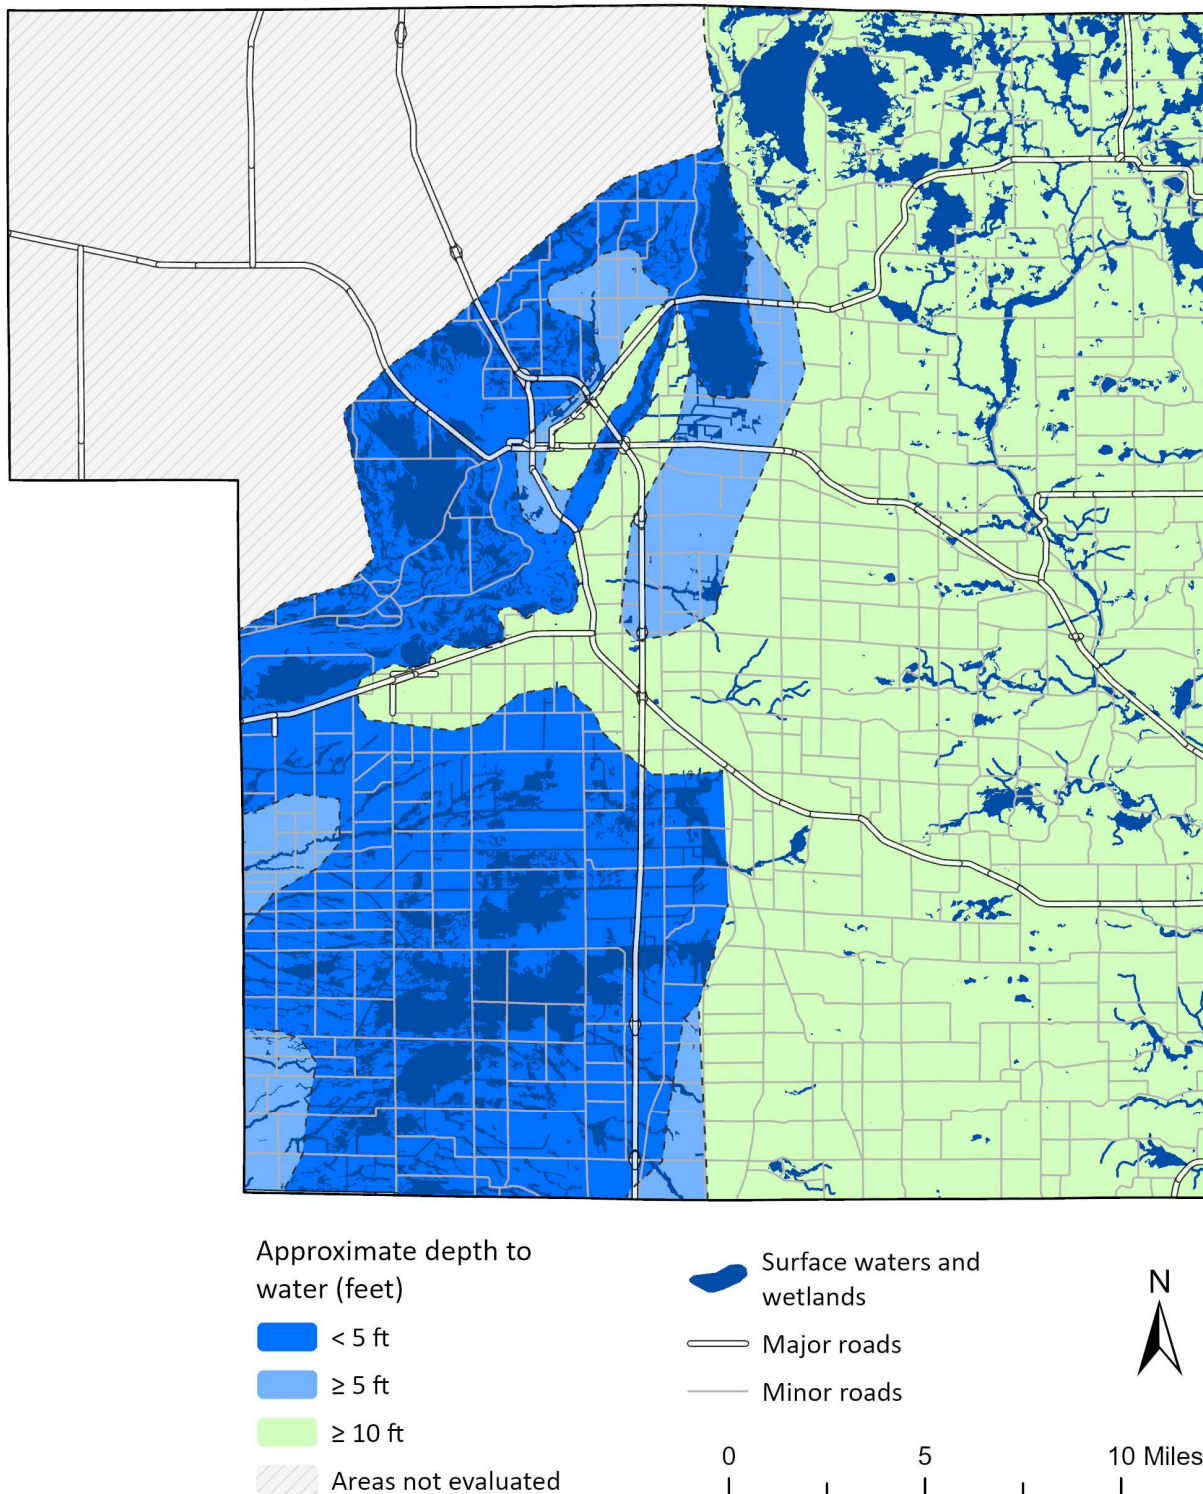 Approximate depth to
water (feet)
< 5 ft
≥ 5 ft
≥ 10 ft
Areas not evaluated
Surface waters and
wetlands
Major roads
Minor roads
N
0 5 10 Miles